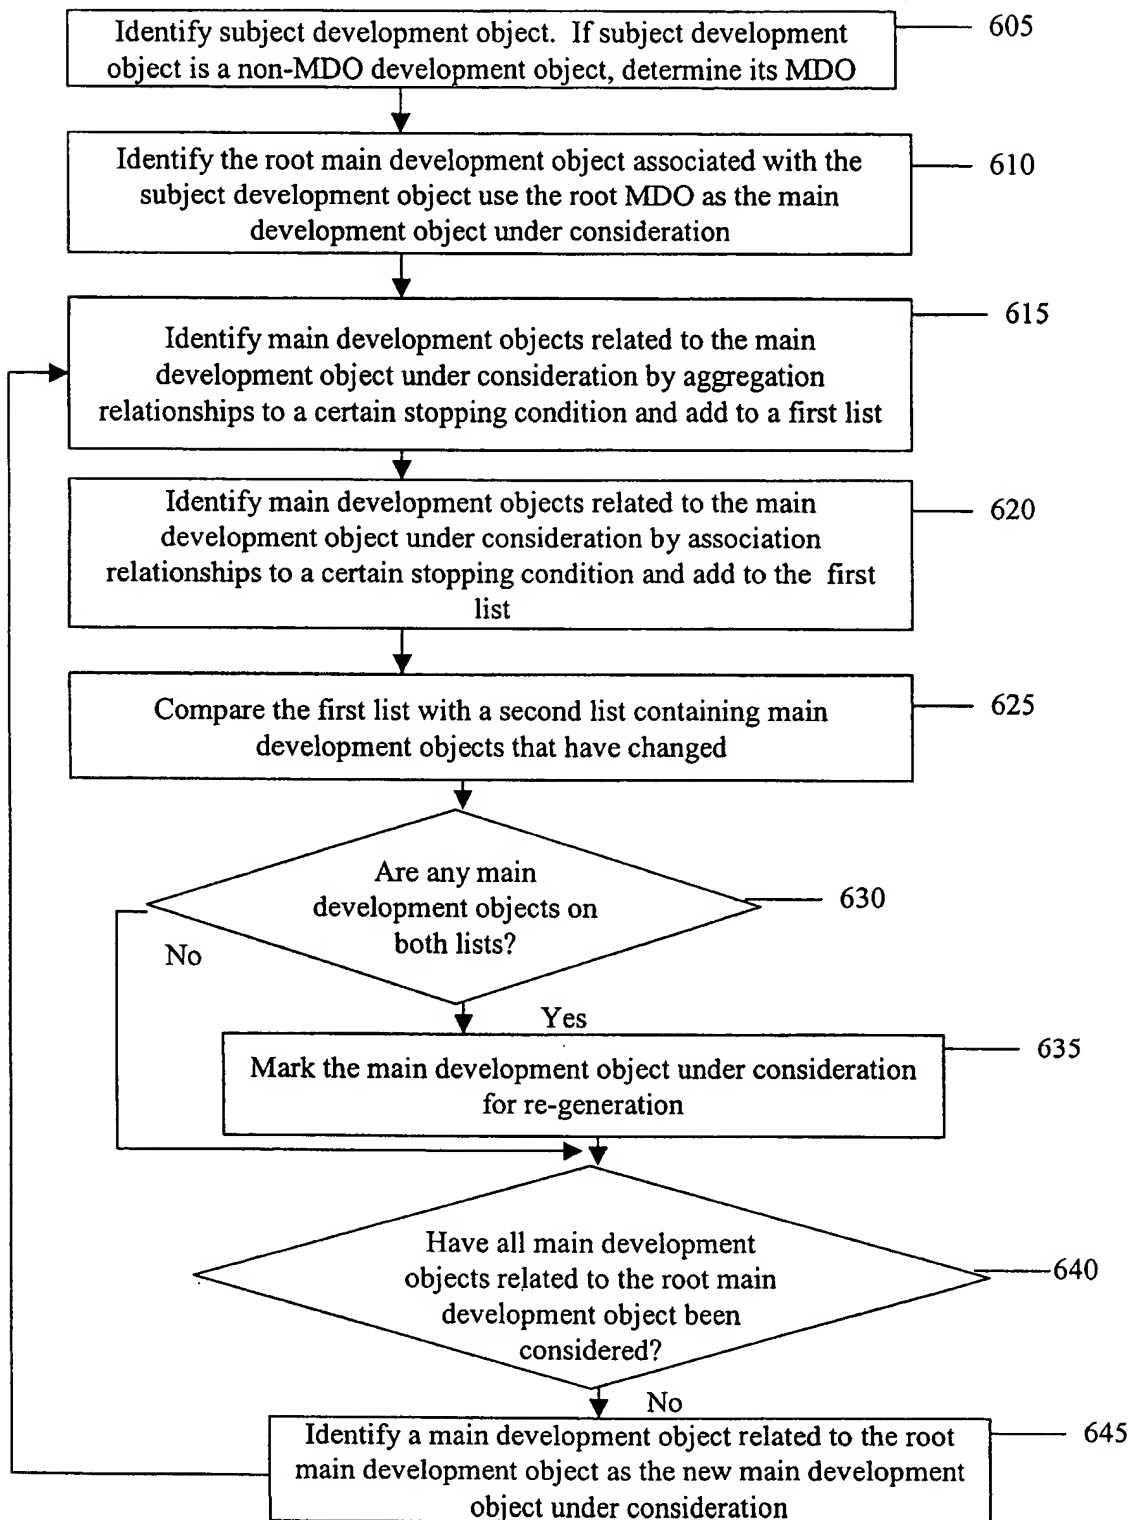 Identify subject development object.  If subject development
object is a non-MDO development object, determine its MDO
605
Identify the root main development object associated with the
subject development object use the root MDO as the main
development object under consideration
610
Identify main development objects related to the main
development object under consideration by aggregation
relationships to a certain stopping condition and add to a first list
615
Identify main development objects related to the main
development object under consideration by association
relationships to a certain stopping condition and add to the  first
list
620
Compare the first list with a second list containing main
development objects that have changed
625
Are any main
development objects on
both lists?
630
No
Yes
Mark the main development object under consideration
for re-generation
635
Have all main development
objects related to the root main
development object been
considered?
640
No
Identify a main development object related to the root
main development object as the new main development
object under consideration
645